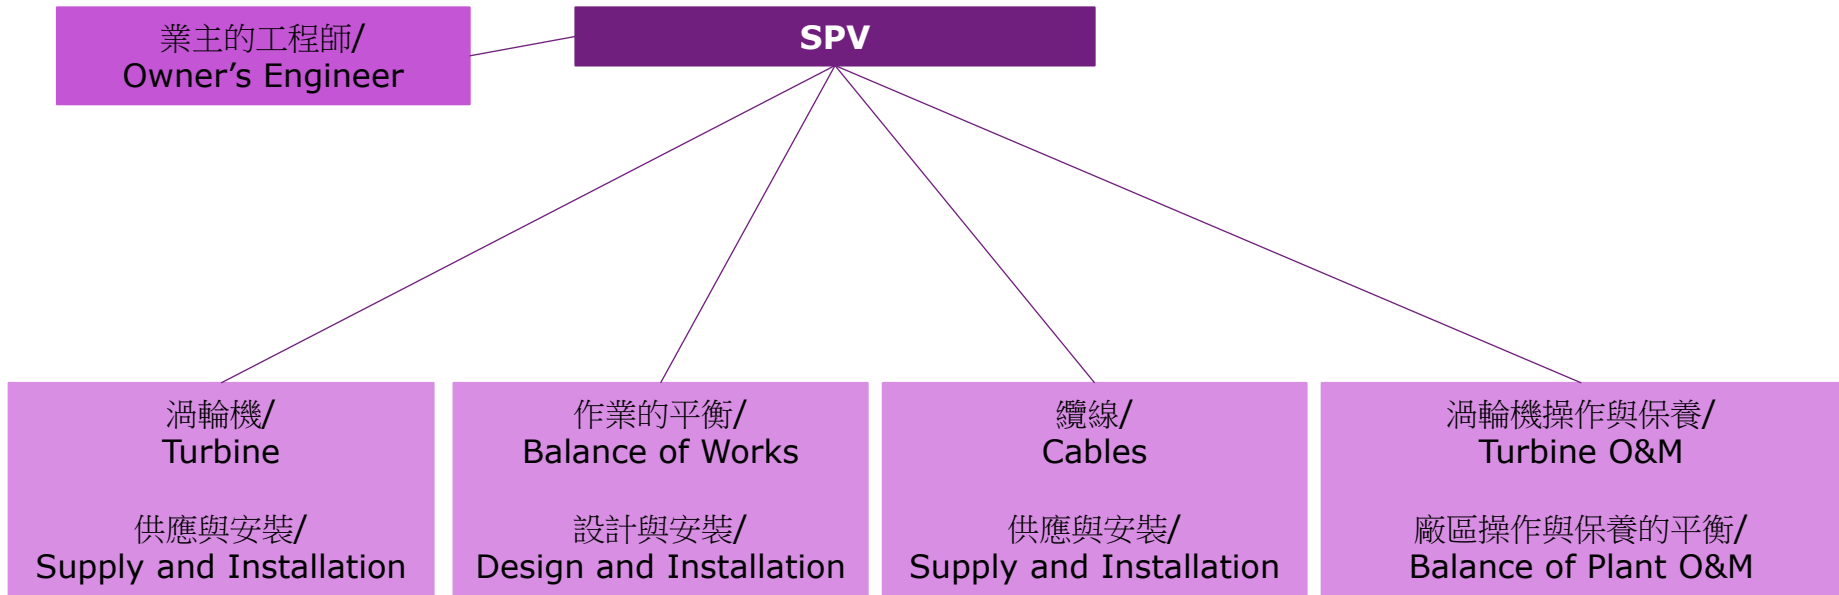 業主的工程師/
Owner’s Engineer
SPV
渦輪機/
Turbine
供應與安裝/
Supply and Installation
作業的平衡/
Balance of Works
設計與安裝/
Design and Installation
纜線/
Cables
供應與安裝/
Supply and Installation
渦輪機操作與保養/
Turbine O&M
廠區操作與保養的平衡/
Balance of Plant O&M